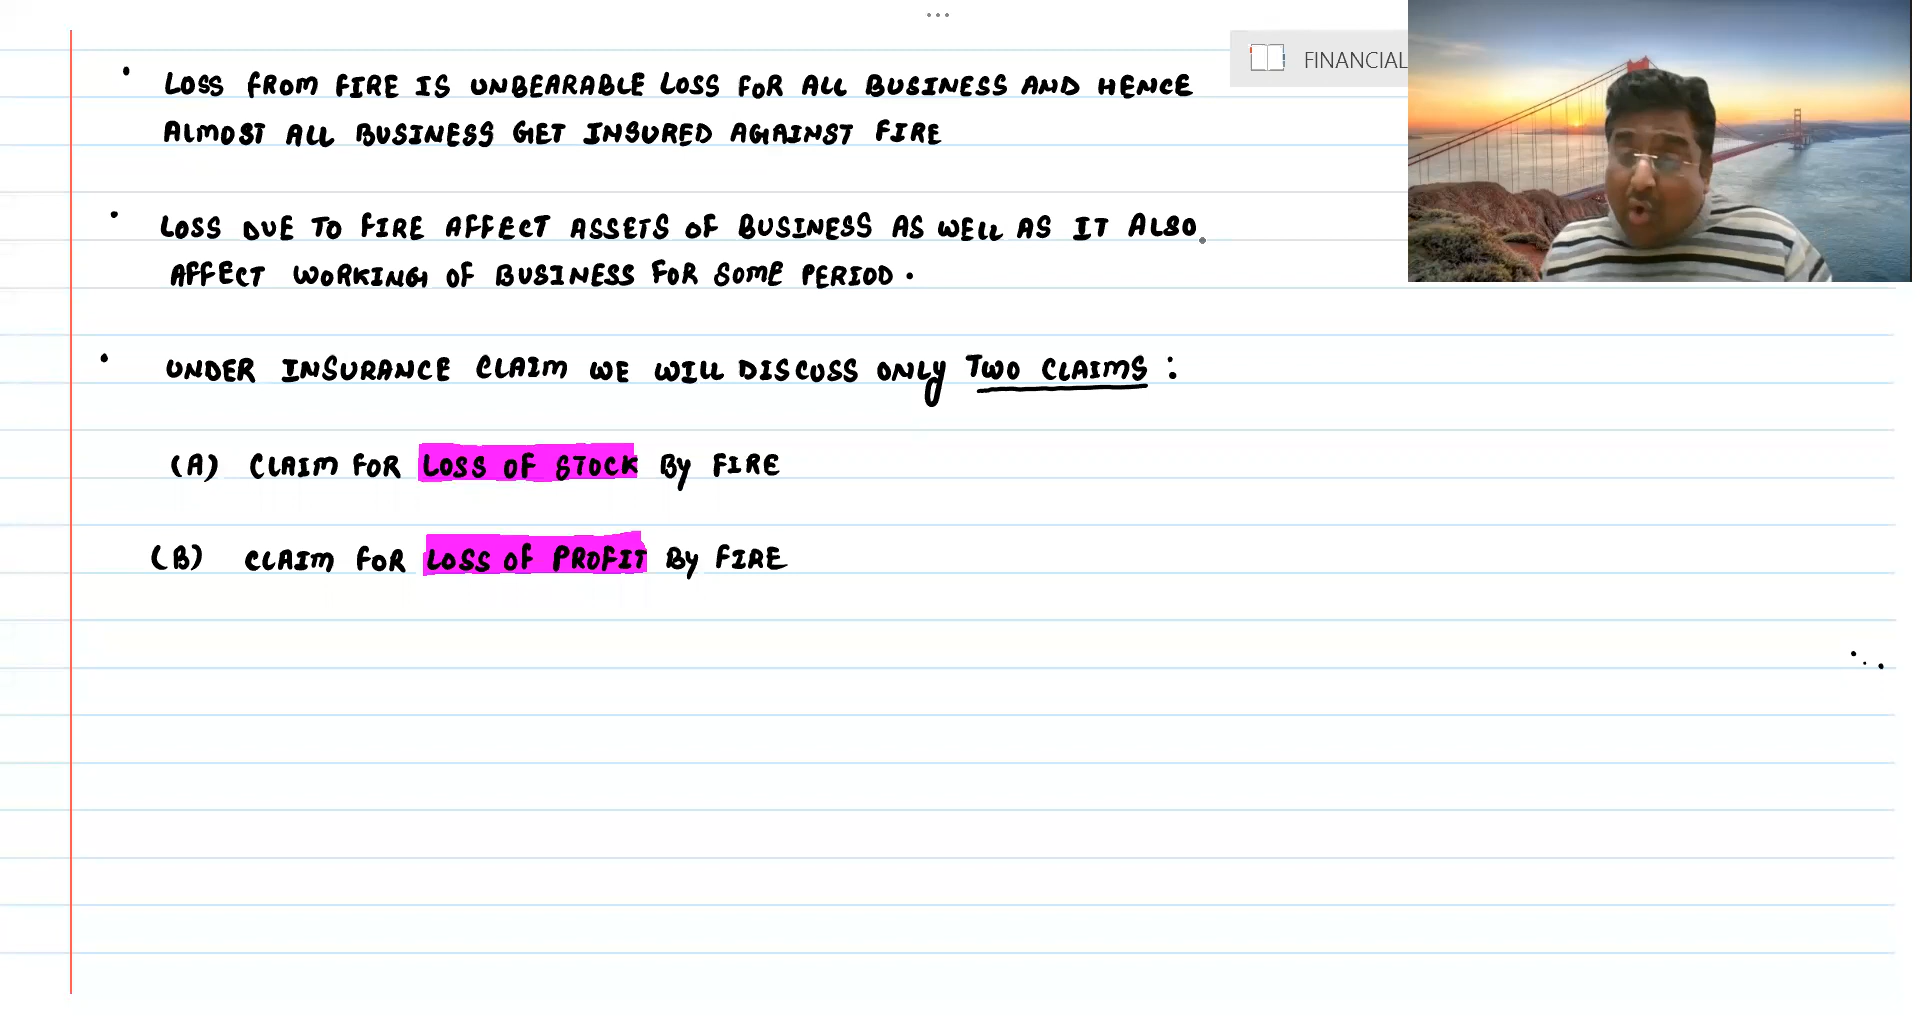 FINANCIAL
• LOSS FROM FIRE IS UNBEARABLE LOSS FOR ALL BUSINESS AND HENCE
ALMOST ALL BUSINESS GET INSURED AGAINST FIRE
• LOSS DUE TO FIRE AFFECT ASSETS OF BUSINESS AS WELL AS IT ALSO
AFFECT WORKING OF BUSINESS FOR SOME PERIOD.
• UNDER INSURANCE CLAIM WE WILL DISCUSS ONLY TWO CLAIMS :
(A) CLAIM FOR LOSS OF STOCK BY FIRE
(B) CLAIM FOR LOSS OF PROFIT BY FIRE